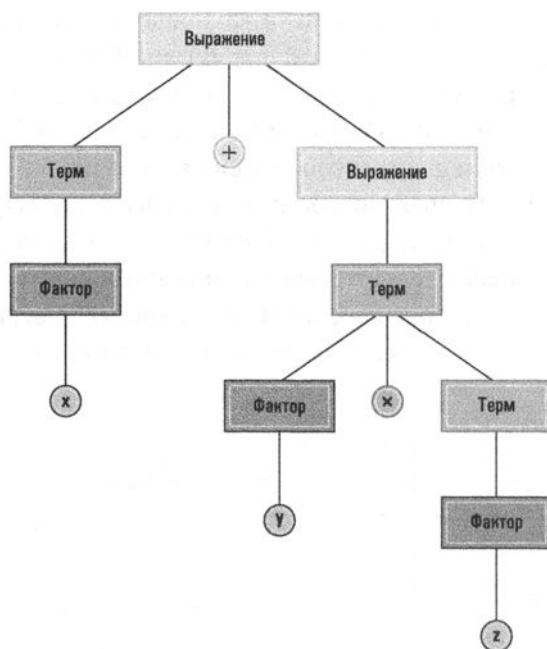 Выражение
Терм
+
Выражение
Фактор
Терм
x
Фактор
×
Терм
y
Фактор
z